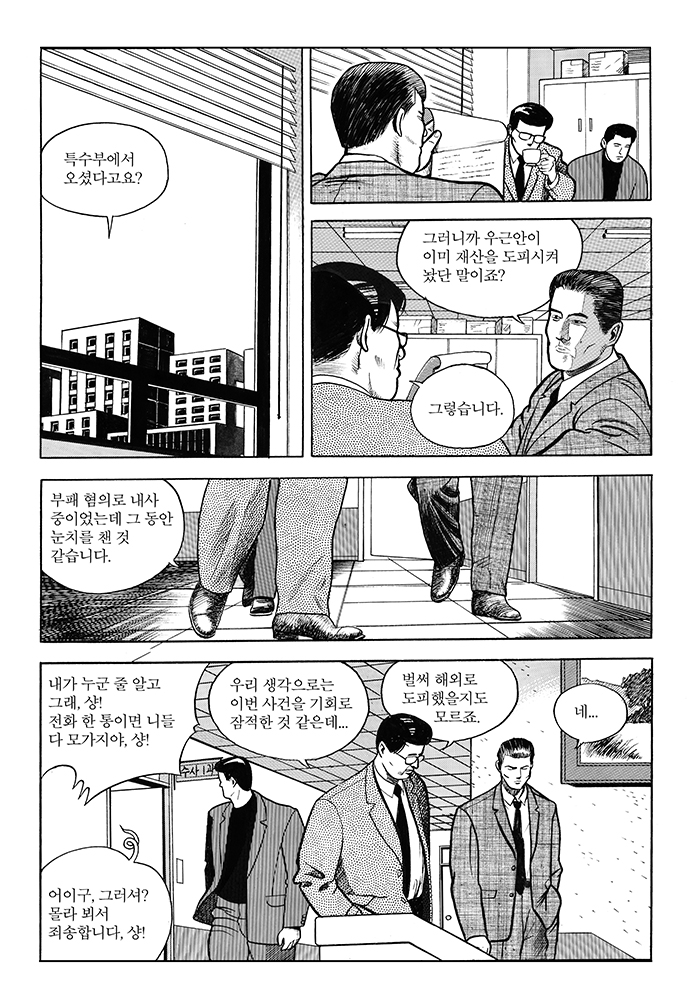 특수부에서
오셨다고요?
그러니까 우근안이
이미 재산을 도피시켜
놨단 말이죠?
그렇습니다.
부패 혐의로 내사
중이었는데 그 동안
눈치를 챈 것
같습니다.
내가 누군 줄 알고
그래, 샹!
전화 한 통이면 니들
다 모가지야, 샹!
우리 생각으로는
이번 사건을 기회로
잠적한 것 같은데...
벌써 해외로
도피했을지도
모르죠.
네...
수사 1과
어이구, 그러셔?
몰라 뵈서
죄송합니다, 샹!